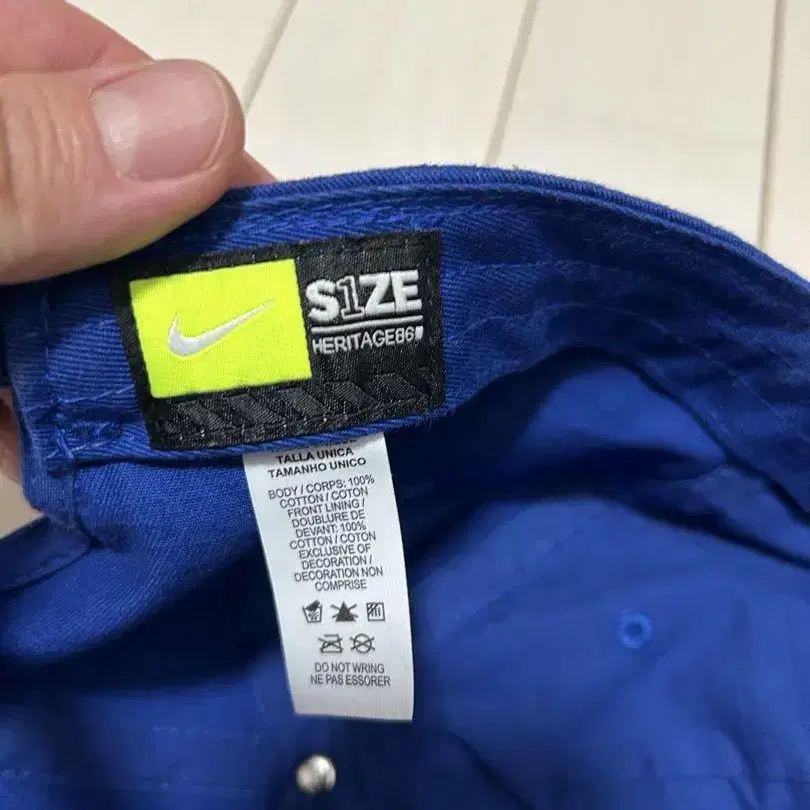 S1ZE
HERITAGE86
TALLA UNICA
TAMANHO UNICO
BODY / CORPS: 100%
COTTON / COTON
FRONT LINING /
DOUBLURE DE
DEVANT: 100%
COTTON / COTON
EXCLUSIVE OF
DECORATION /
DECORATION NON
COMPRISE
DO NOT WRING
NE PAS ESSORER